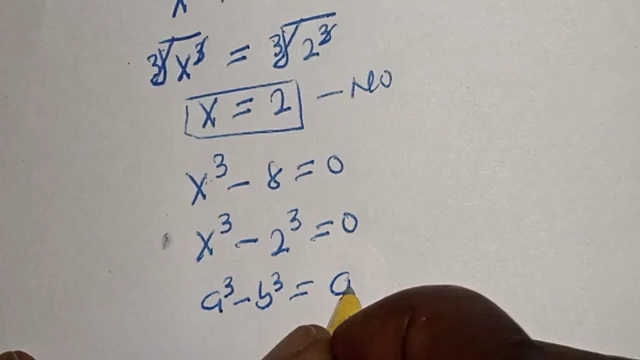 x
∛x³ = ∛2³
x = 2 - No
x³ - 8 = 0
x³ - 2³ = 0
a³ - b³ = a